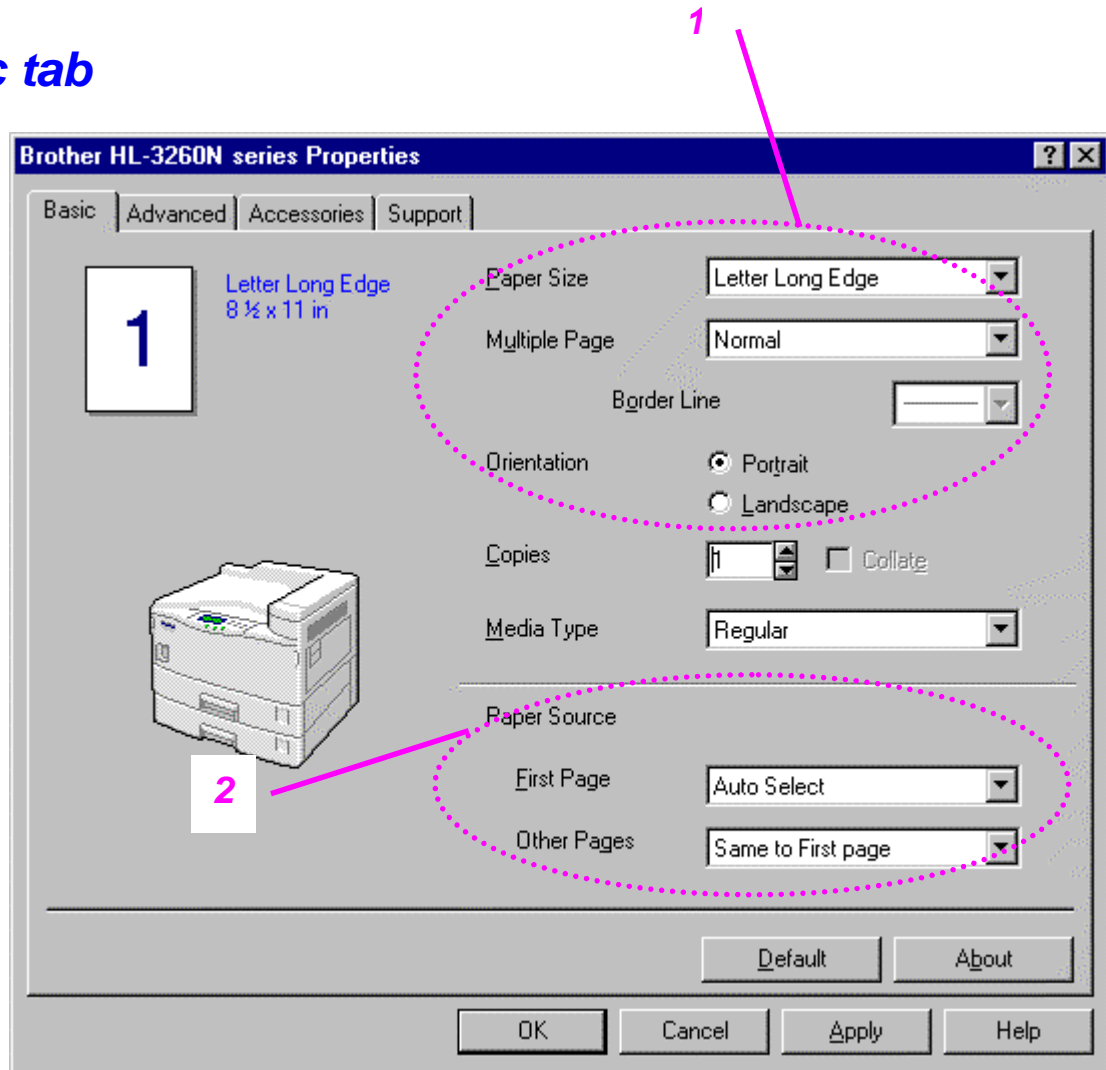 1
c tab
Brother HL-3260N series Properties
Basic Advanced Accessories Support
1
Letter Long Edge
8 ½ x 11 in
Paper Size Letter Long Edge
Multiple Page Normal
Border Line
Orientation Portrait
Landscape
Copies 1 Collate
Media Type Regular
Paper Source
2
First Page Auto Select
Other Pages Same to First page
Default About
OK Cancel Apply Help